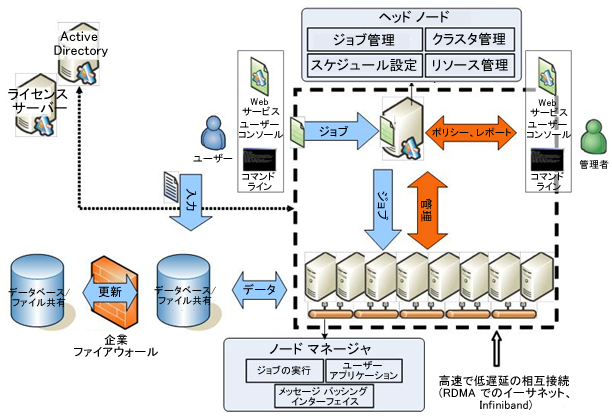 ヘッド ノード
ジョブ管理
クラスタ管理
スケジュール設定
リソース管理
Active
Directory
ライセンス
サーバー
ユーザー
Web
サービス
ユーザー
コンソール
コマンド
ライン
ジョブ
ポリシー、レポート
Web
サービス
ユーザー
コンソール
コマンド
ライン
管理者
入力
ジョブ
管理
データベース/
ファイル共有
更新
企業
ファイアウォール
データベース/
ファイル共有
データ
ノード マネージャ
ジョブの実行
ユーザー
アプリケーション
メッセージ パッシング
インターフェイス
高速で低遅延の相互接続
(RDMA でのイーサネット、
Infiniband)